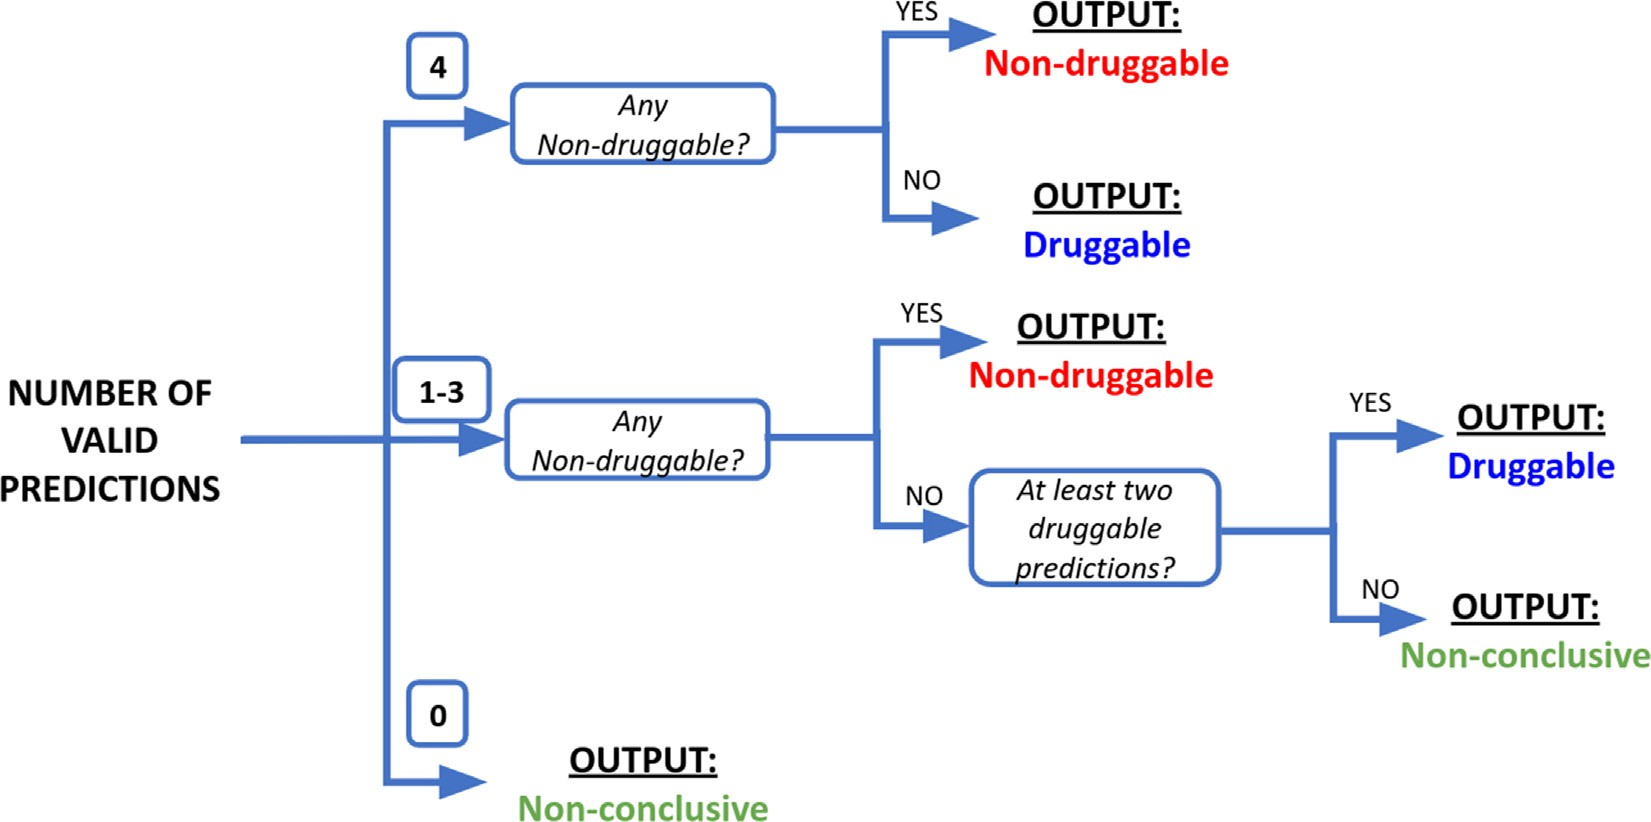 NUMBER OF
VALID
PREDICTIONS
4
Any
Non-druggable?
YES
OUTPUT:
Non-druggable
NO
OUTPUT:
Druggable
1-3
Any
Non-druggable?
YES
OUTPUT:
Non-druggable
NO
At least two
druggable
predictions?
YES
OUTPUT:
Druggable
NO
OUTPUT:
Non-conclusive
0
OUTPUT:
Non-conclusive